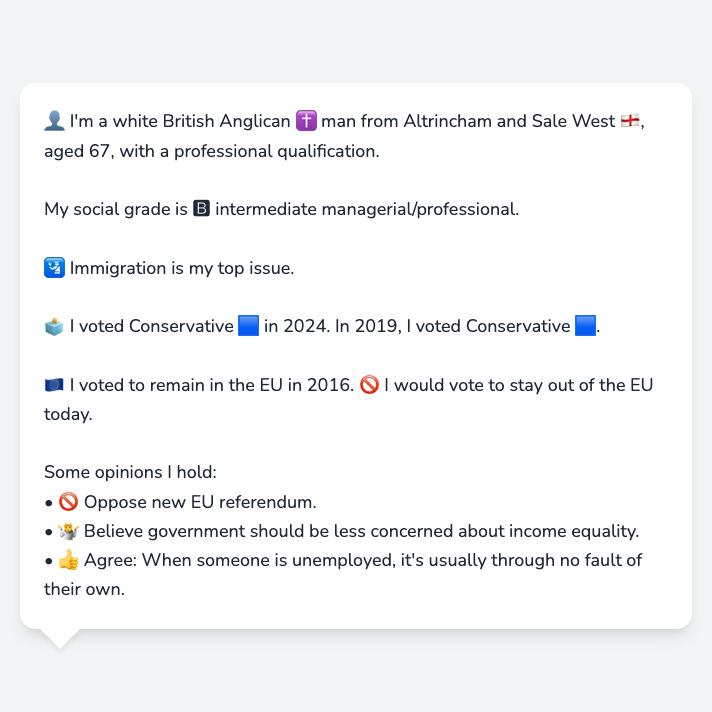 👤 I'm a white British Anglican ✝️ man from Altrincham and Sale West 🏴󠁧󠁢󠁥󠁮󠁧󠁿,
aged 67, with a professional qualification.
My social grade is 🅱 intermediate managerial/professional.
🛂 Immigration is my top issue.
🗳️ I voted Conservative 🟦 in 2024. In 2019, I voted Conservative 🟦.
🇪🇺 I voted to remain in the EU in 2016. 🚫 I would vote to stay out of the EU
today.
Some opinions I hold:
• 🚫 Oppose new EU referendum.
• 🤷 Believe government should be less concerned about income equality.
• 👍 Agree: When someone is unemployed, it's usually through no fault of
their own.